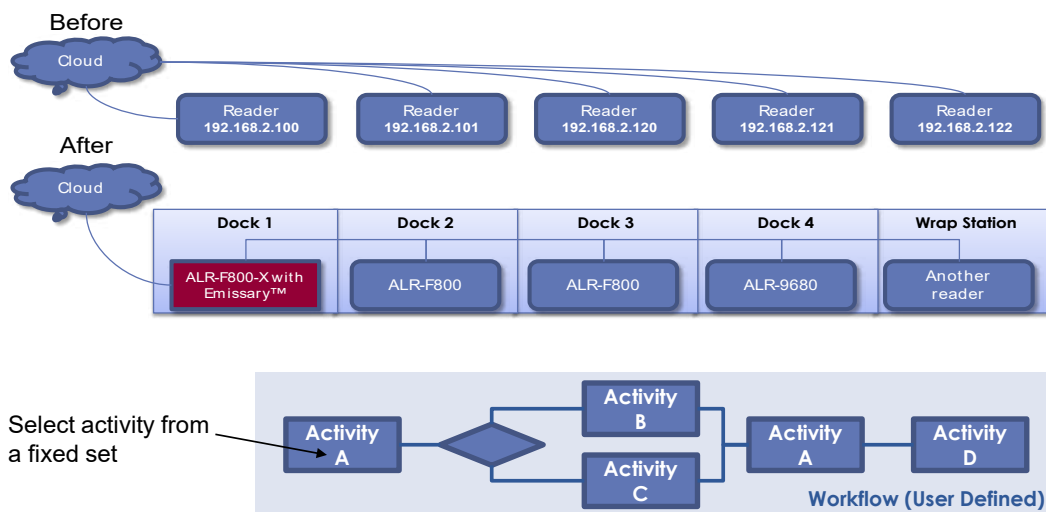 Before
Cloud
Reader
192.168.2.100
Reader
192.168.2.101
Reader
192.168.2.120
Reader
192.168.2.121
Reader
192.168.2.122
After
Cloud
Dock 1
Dock 2
Dock 3
Dock 4
Wrap Station
ALR-F800-X with
Emissary™
ALR-F800
ALR-F800
ALR-9680
Another
reader
Select activity from
a fixed set
Activity
A
Activity
B
Activity
C
Activity
A
Activity
D
Workflow (User Defined)